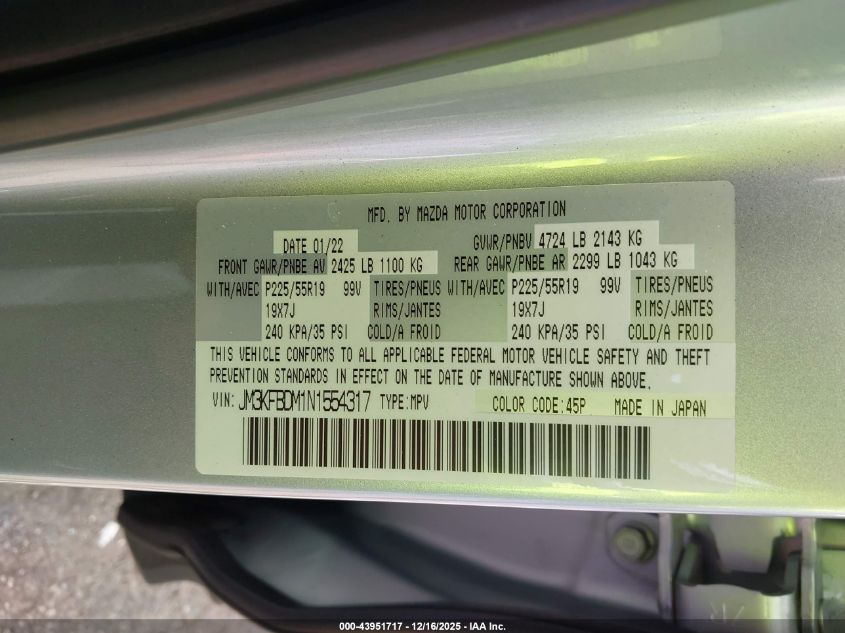 MFD. BY MAZDA MOTOR CORPORATION
DATE 01/22 GVWR/PNBV 4724 LB 2143 KG
FRONT GAWR/PNBE AV 2425 LB 1100 KG REAR GAWR/PNBE AR 2299 LB 1043 KG
WITH/AVEC P225/55R19 99V TIRES/PNEUS WITH/AVEC P225/55R19 99V TIRES/PNEUS
19X7J RIMS/JANTES 19X7J RIMS/JANTES
240 KPA/35 PSI COLD/A FROID 240 KPA/35 PSI COLD/A FROID
THIS VEHICLE CONFORMS TO ALL APPLICABLE FEDERAL MOTOR VEHICLE SAFETY AND THEFT
PREVENTION STANDARDS IN EFFECT ON THE DATE OF MANUFACTURE SHOWN ABOVE.
VIN: JM3KFBDM1N1554317 TYPE:MPV COLOR CODE:45P MADE IN JAPAN
000-43951717 - 12/16/2025 - IAA Inc.